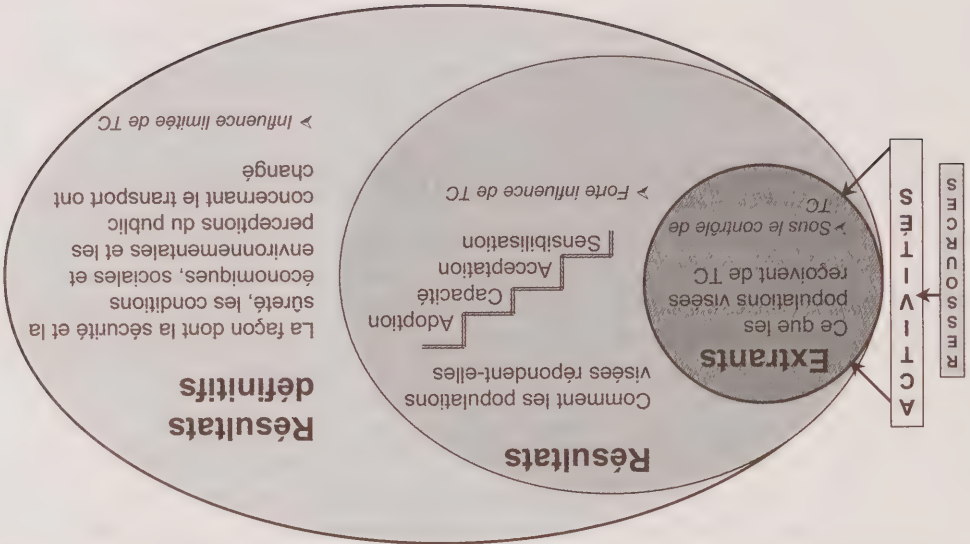 RESSOURCES
ACTIVITÉS
Extrants
Ce que les
populations visées
reçoivent de TC
➢ Sous le contrôle de
TC
Résultats
Comment les populations
visées répondent-elles
Adoption
Capacité
Acceptation
Sensibilisation
➢ Forte influence de TC
Résultats
définitifs
La façon dont la sécurité et la
sûreté, les conditions
économiques, sociales et
environnementales et les
perceptions du public
concernant le transport ont
changé
➢ Influence limitée de TC